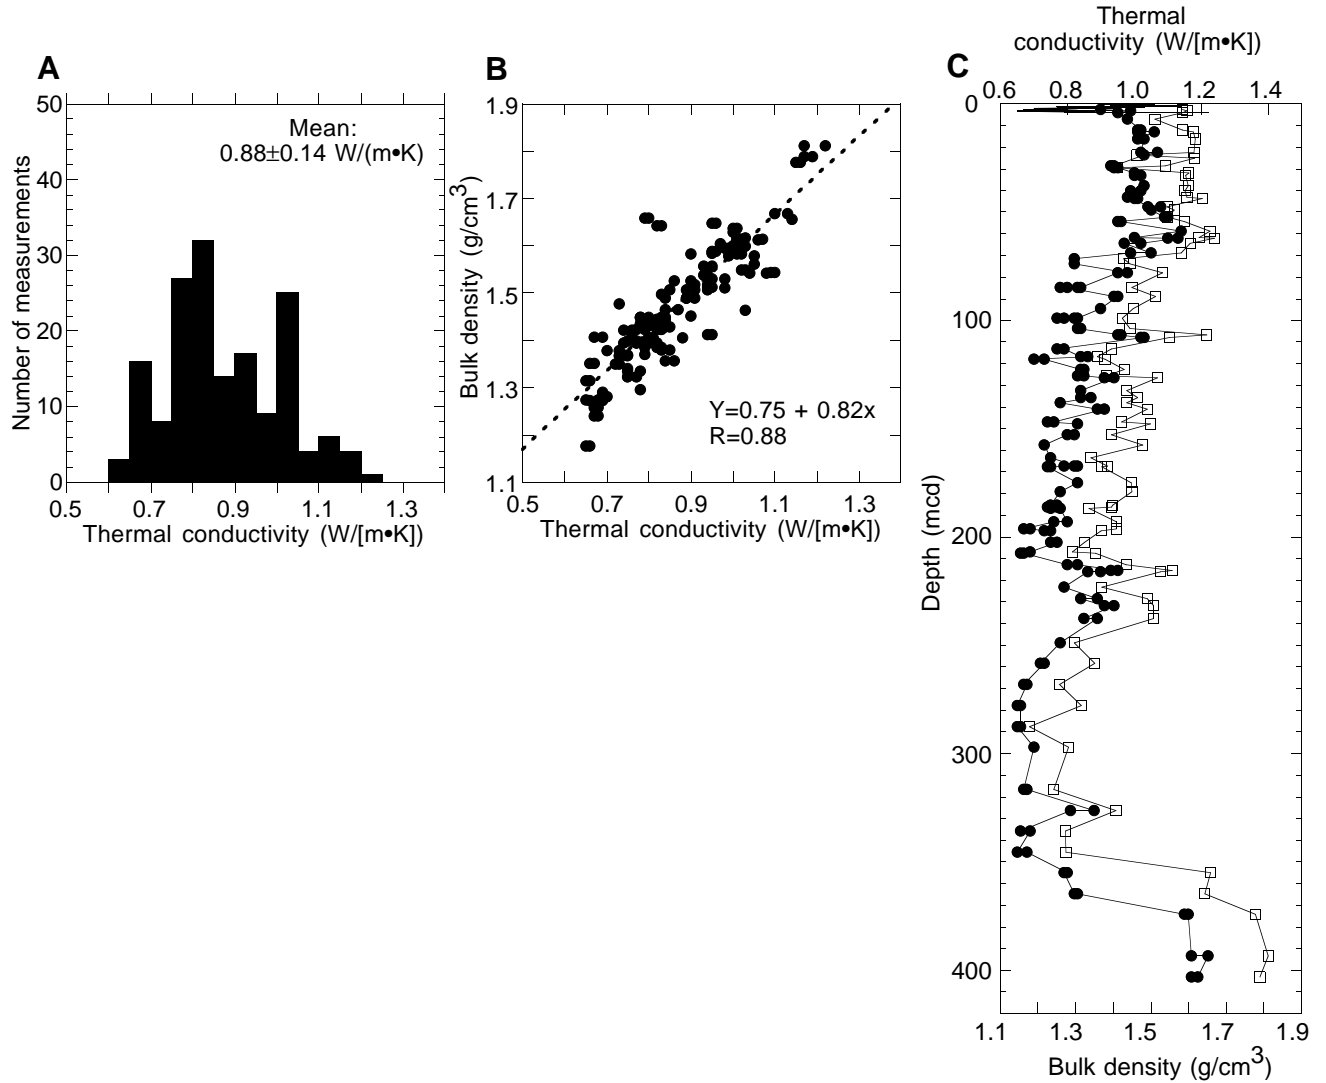 A
50
40
30
20
10
0
Number of measurements
Mean:
0.88±0.14 W/(m•K)
0.5 0.7 0.9 1.1 1.3
Thermal conductivity (W/[m•K])
B
1.9
1.7
1.5
1.3
1.1
Bulk density (g/cm3)
Y=0.75 + 0.82x
R=0.88
0.5 0.7 0.9 1.1 1.3
Thermal conductivity (W/[m•K])
C
Thermal
conductivity (W/[m•K])
0.6 0.8 1.0 1.2 1.4
0
100
200
300
400
Depth (mcd)
1.1 1.3 1.5 1.7 1.9
Bulk density (g/cm3)